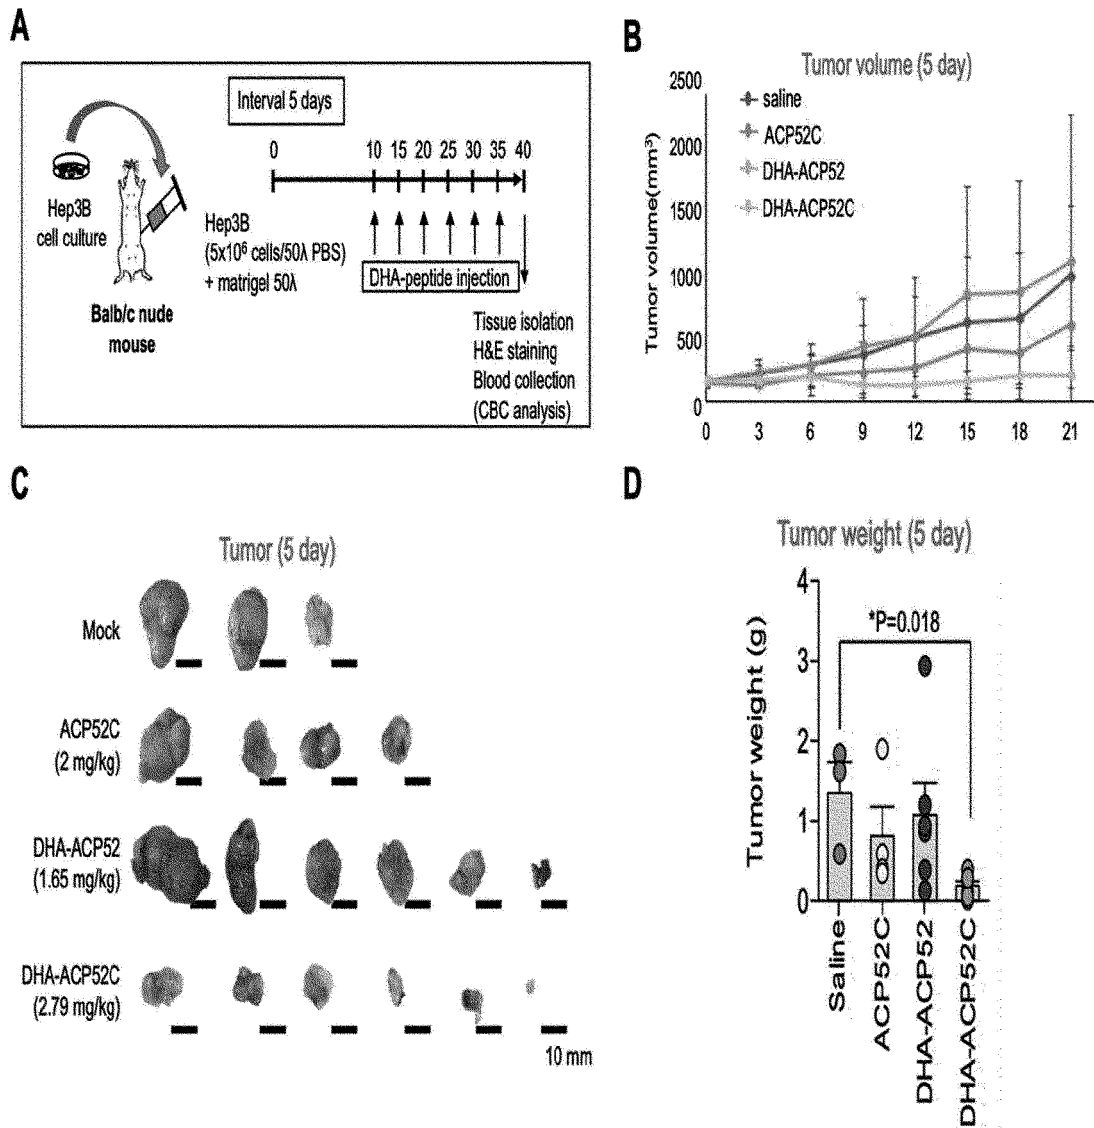 A
Interval 5 days
0 10 15 20 25 30 35 40
Hep3B
cell culture
Hep3B
(5x10⁶ cells/50λ PBS)
+ matrigel 50λ
DHA-peptide injection
Balb/c nude
mouse
Tissue isolation
H&E staining
Blood collection
(CBC analysis)
B
Tumor volume (5 day)
Tumor volume(mm³)
2500
2000
1500
1000
500
0
saline
ACP52C
DHA-ACP52
DHA-ACP52C
0 3 6 9 12 15 18 21
C
Tumor (5 day)
Mock
ACP52C
(2 mg/kg)
DHA-ACP52
(1.65 mg/kg)
DHA-ACP52C
(2.79 mg/kg)
10 mm
D
Tumor weight (5 day)
Tumor weight (g)
4
3
2
1
0
*P=0.018
Saline
ACP52C
DHA-ACP52
DHA-ACP52C